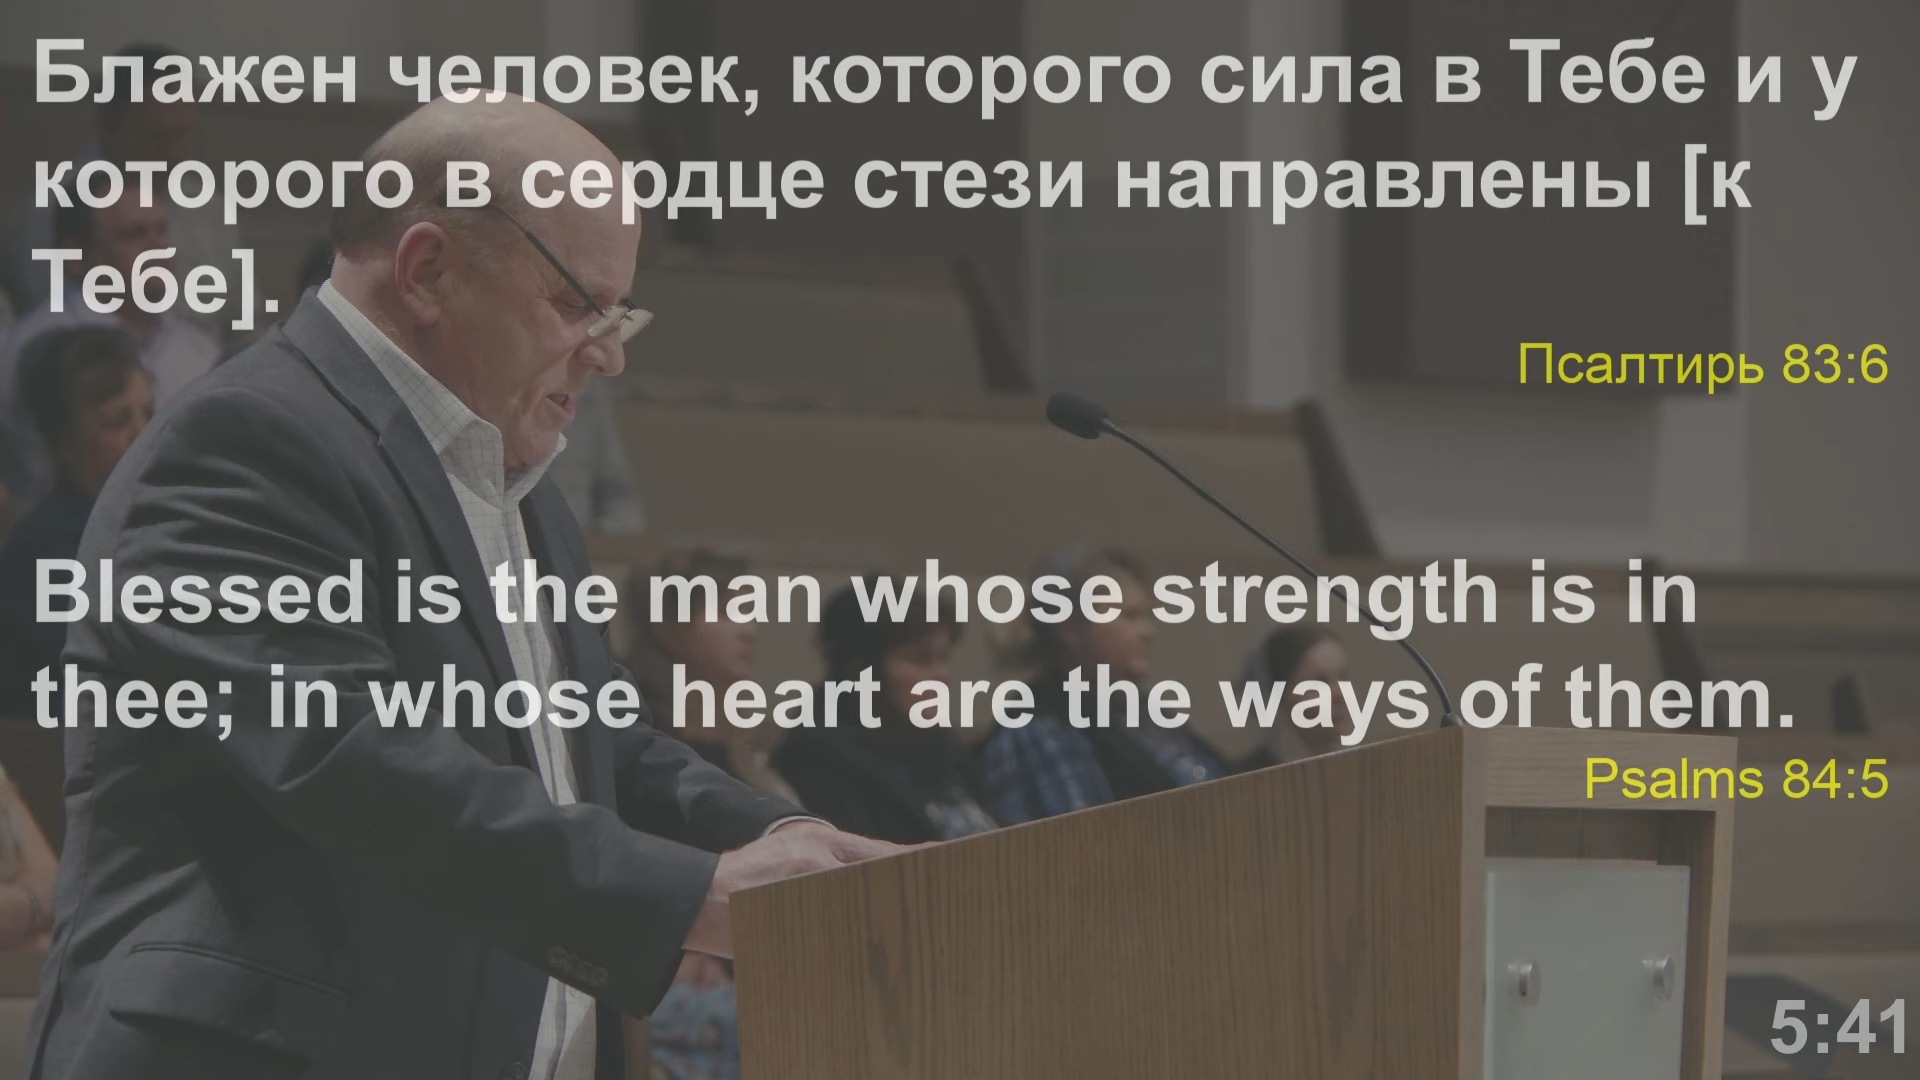 Блажен человек, которого сила в Тебе и у
которого в сердце стези направлены [к
Тебе].
Псалтирь 83:6
Blessed is the man whose strength is in
thee; in whose heart are the ways of them.
Psalms 84:5
5:41